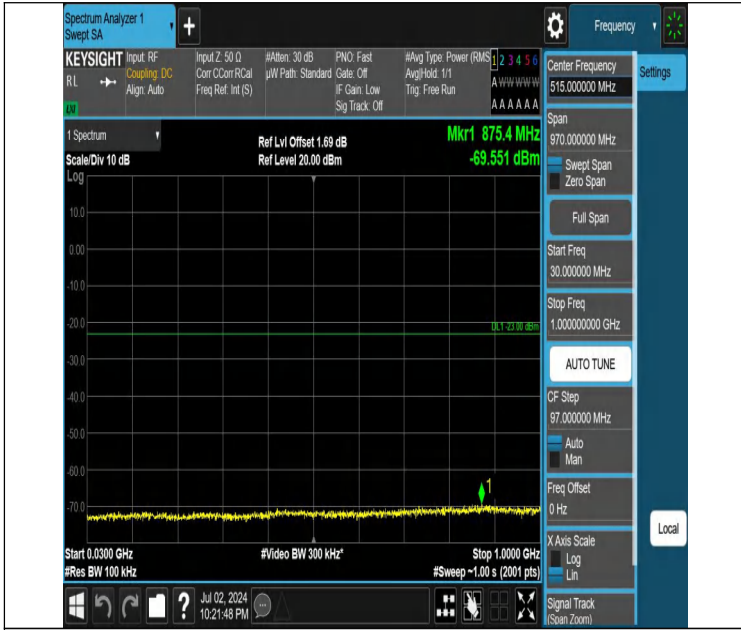 Spectrum Analyzer 1
Swept SA
+
Frequency
KEYSIGHT
RL
Input: RF
Coupling: DC
Align: Auto
Input Z: 50 Ω
Corr CCorr RCal
Freq Ref: Int (S)
#Atten: 30 dB
µW Path: Standard
PNO: Fast
Gate: Off
IF Gain: Low
Sig Track: Off
#Avg Type: Power (RMS
Avg|Hold: 1/1
Trig: Free Run
1 2 3 4 5 6
A W W W W W
A A A A A A
1 Spectrum
Scale/Div 10 dB
Log
Ref Lvl Offset 1.69 dB
Ref Level 20.00 dBm
Mkr1 875.4 MHz
-69.551 dBm
10.0
0.00
-10.0
-20.0
DL1 -23.00 dBm
-30.0
-40.0
-50.0
-60.0
-70.0
1
Start 0.0300 GHz
#Res BW 100 kHz
#Video BW 300 kHz*
Stop 1.0000 GHz
#Sweep ~1.00 s (2001 pts)
Center Frequency
515.000000 MHz
Span
970.000000 MHz
Swept Span
Zero Span
Full Span
Start Freq
30.000000 MHz
Stop Freq
1.000000000 GHz
AUTO TUNE
CF Step
97.000000 MHz
Auto
Man
Freq Offset
0 Hz
X Axis Scale
Log
Lin
Signal Track
(Span Zoom)
Settings
Local
?
Jul 02, 2024
10:21:48 PM